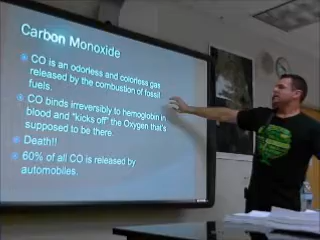 Carbon Monoxide
CO is an odorless and colorless gas
released by the combustion of fossil
fuels.
CO binds irreversibly to hemoglobin in
blood and "kicks off" the Oxygen that's
supposed to be there.
Death!!
60% of all CO is released by
automobiles.